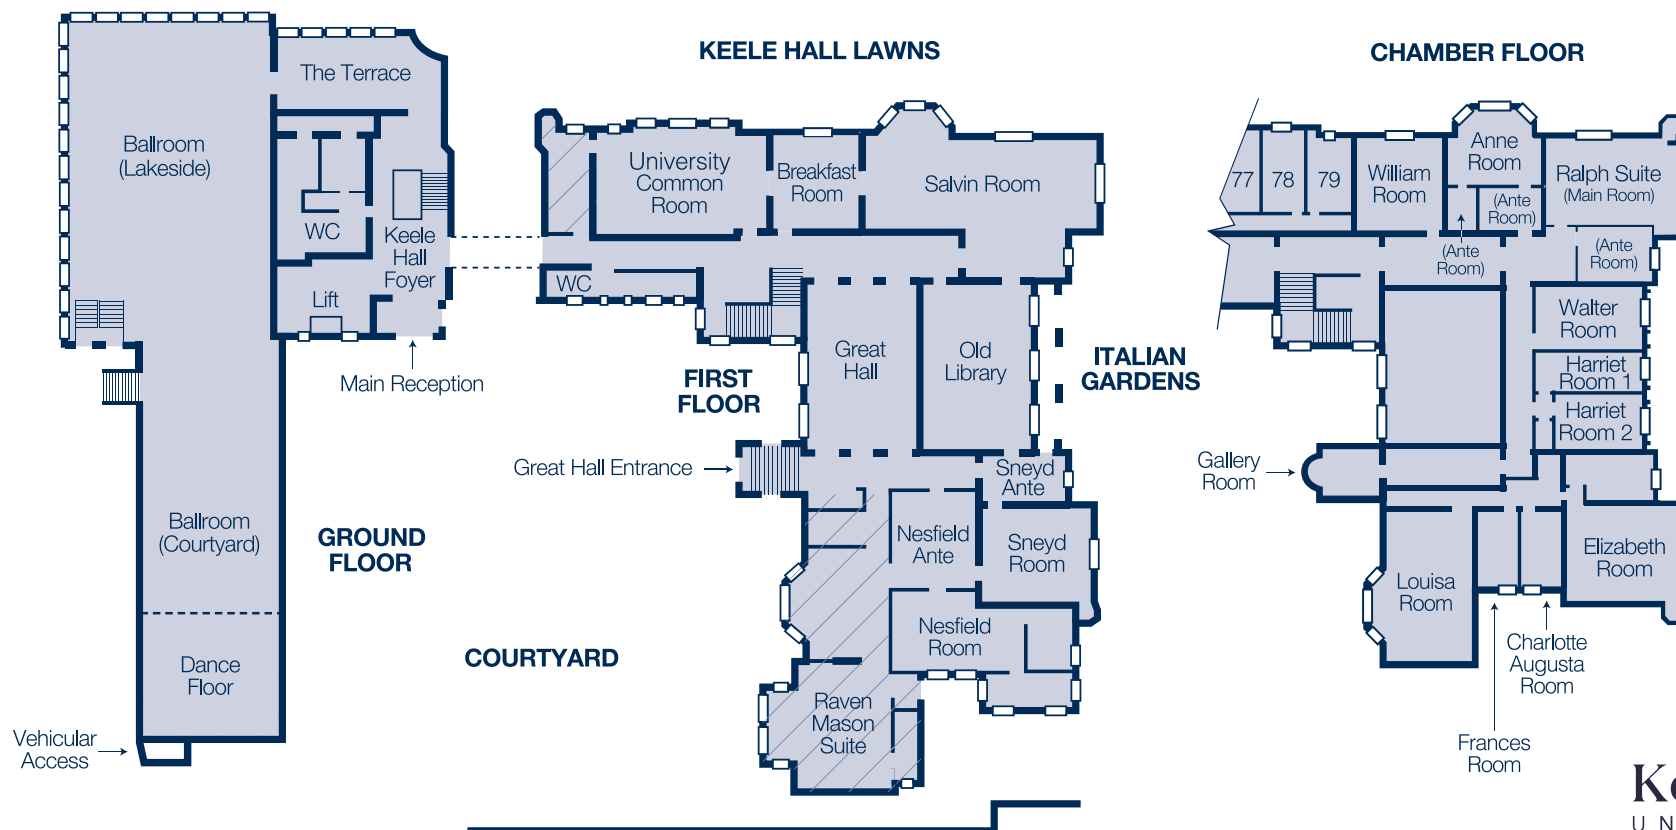 KEELE HALL LAWNS
CHAMBER FLOOR
The Terrace
Ballroom
(Lakeside)
WC
Keele
Hall
Foyer
Lift
Main Reception
Ballroom
(Courtyard)
GROUND
FLOOR
Dance
Floor
Vehicular
Access
University
Common
Room
Breakfast
Room
Salvin Room
WC
Great
Hall
Old
Library
ITALIAN
GARDENS
FIRST
FLOOR
Great Hall Entrance
Sneyd
Ante
Nesfield
Ante
Sneyd
Room
Nesfield
Room
COURTYARD
Raven
Mason
Suite
77
78
79
William
Room
Anne
Room
(Ante
Room)
(Ante
Room)
Ralph Suite
(Main Room)
(Ante
Room)
Walter
Room
Harriet
Room 1
Harriet
Room 2
Gallery
Room
Louisa
Room
Elizabeth
Room
Charlotte
Augusta
Room
Frances
Room